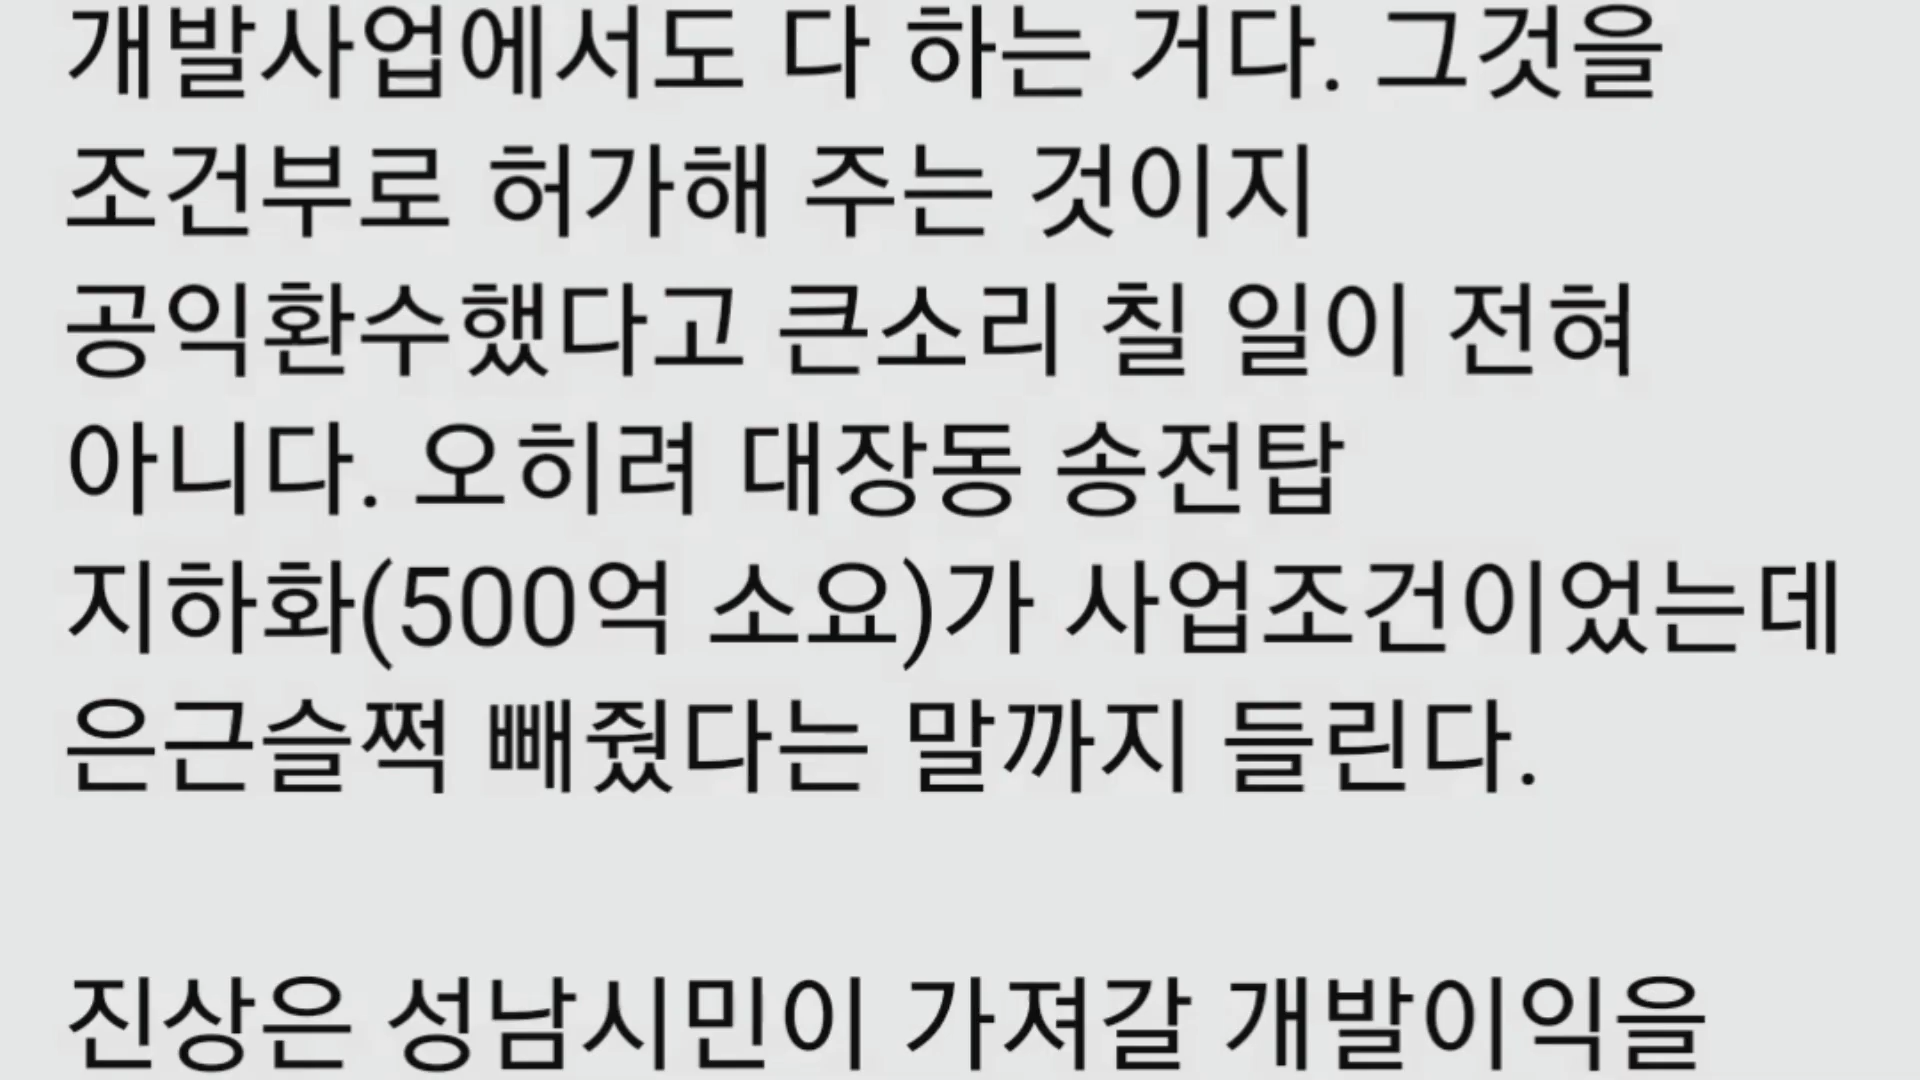 개발사업에서도 다 하는 거다. 그것을
조건부로 허가해 주는 것이지
공익환수했다고 큰소리 칠 일이 전혀
아니다. 오히려 대장동 송전탑
지하화(500억 소요)가 사업조건이었는데
은근슬쩍 빼줬다는 말까지 들린다.
진상은 성남시민이 가져갈 개발이익을